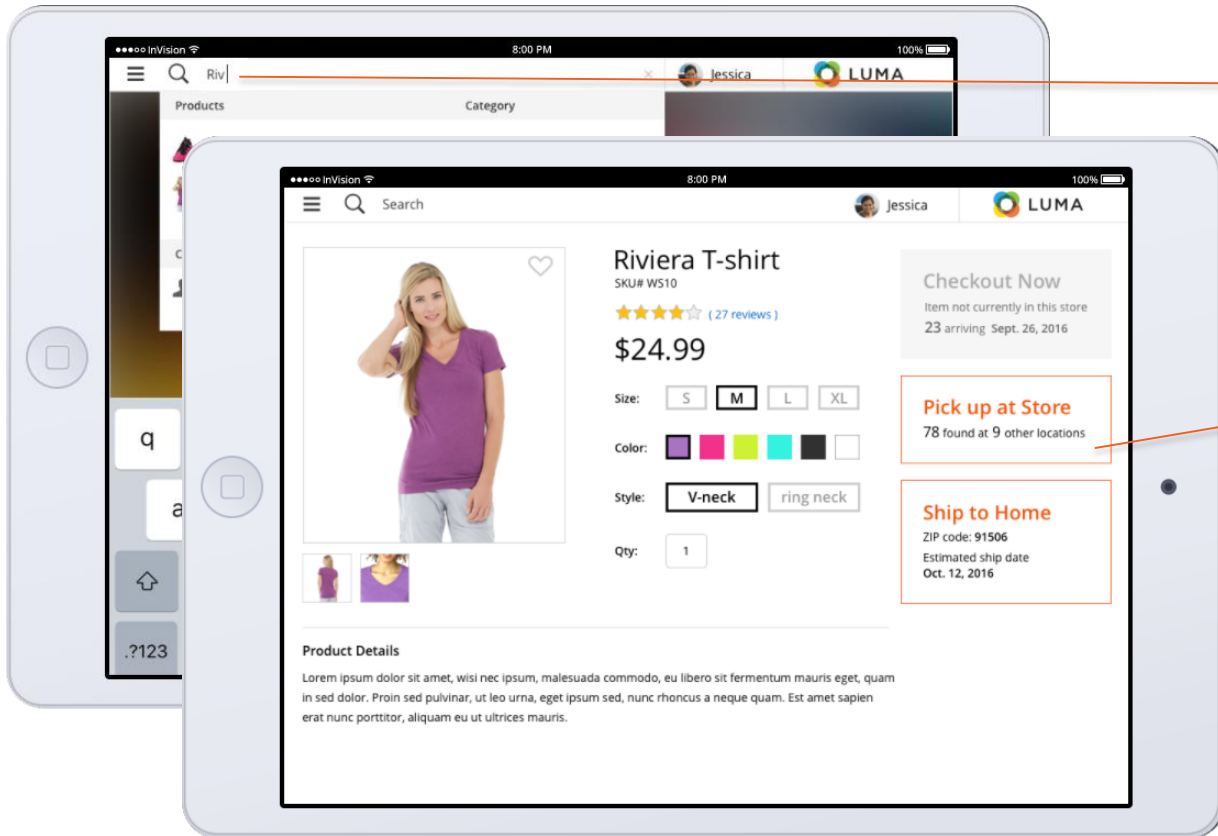 ●●●●○ InVision 8:00 PM 100%
Riv × Jessica LUMA
Products Category
q
a
.?123
●●●●○ InVision 8:00 PM 100%
Search Jessica LUMA
Riviera T-shirt
SKU# WS10
( 27 reviews )
$24.99
Size: S M L XL
Color:
Style: V-neck ring neck
Qty: 1
Checkout Now
Item not currently in this store
23 arriving Sept. 26, 2016
Pick up at Store
78 found at 9 other locations
Ship to Home
ZIP code: 91506
Estimated ship date
Oct. 12, 2016
Product Details
Lorem ipsum dolor sit amet, wisi nec ipsum, malesuada commodo, eu libero sit fermentum mauris eget, quam
in sed dolor. Proin sed pulvinar, ut leo urna, eget ipsum sed, nunc rhoncus a neque quam. Est amet sapien
erat nunc porttitor, aliquam eu ut ultrices mauris.